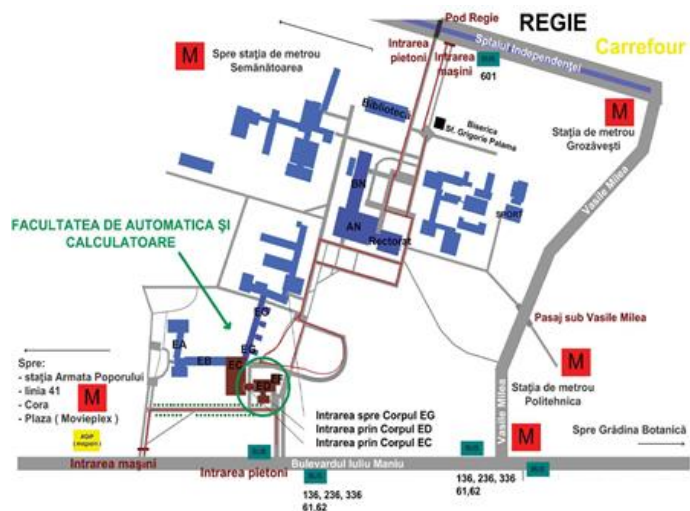 Pod Regie
REGIE
Carrefour
Splaiul Independenței
M
Spre stația de metrou
Semănătoarea
Intrarea
pietoni
Intrarea
mașini
601
Biblioteca
Biserica
Sf. Grigorie Palama
M
Stația de metrou
Grozăvești
Vasile Milea
BN
AN
Rectorat
SPORT
FACULTATEA DE AUTOMATICA ȘI
CALCULATOARE
Pasaj sub Vasile Milea
EG
EA
EB
EC
ED
EF
M
Stația de metrou
Politehnica
Spre:
- stația Armata Poporului
- linia 41
- Cora
- Plaza ( Movieplex )
M
Intrarea spre Corpul EG
Intrarea prin Corpul ED
Intrarea prin Corpul EC
Vasile Milea
M
Spre Grădina Botanică
Intrarea mașini
Intrarea pietoni
Bulevardul Iuliu Maniu
136, 236, 336
61,62
136, 236, 336
61,62